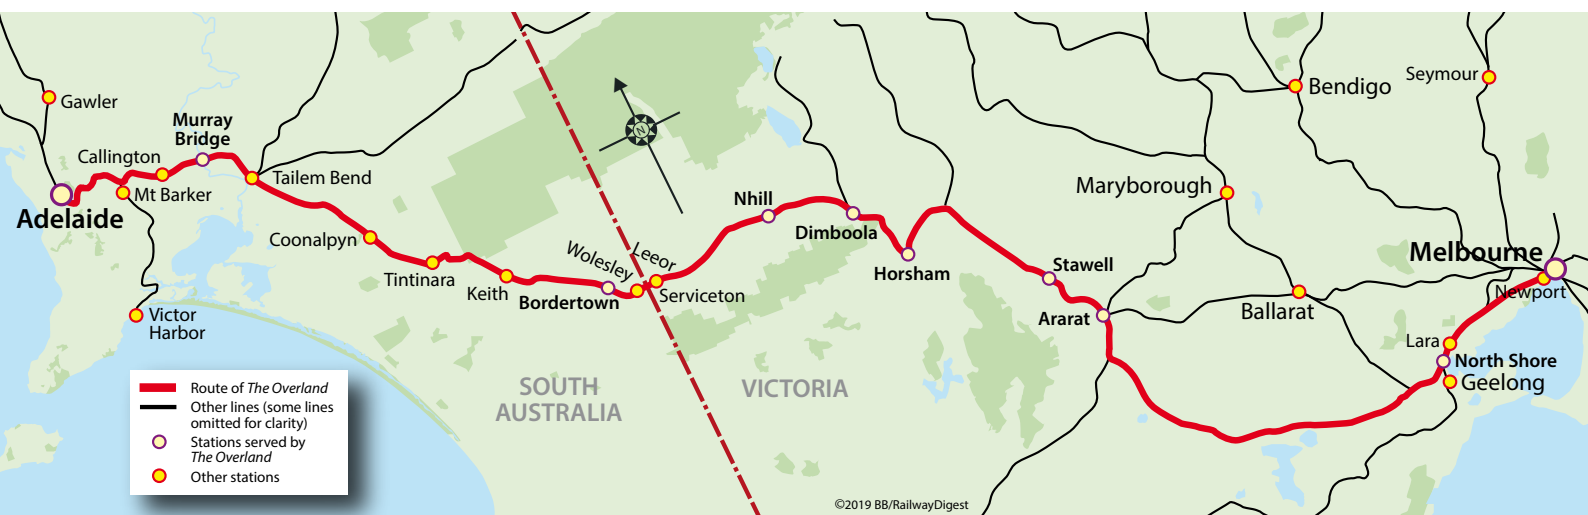 Gawler
Murray
Bridge
Callington
Mt Barker
Tailem Bend
Adelaide
Coonalpyn
Tintinara
Keith
Victor
Harbor
Bordertown
Wolesley
Leeor
Serviceton
Nhill
Dimboola
Horsham
Stawell
Ararat
Maryborough
Bendigo
Seymour
Ballarat
Melbourne
Newport
Lara
North Shore
Geelong
N
SOUTH
AUSTRALIA
VICTORIA
Route of The Overland
Other lines (some lines
omitted for clarity)
Stations served by
The Overland
Other stations
©2019 BB/RailwayDigest